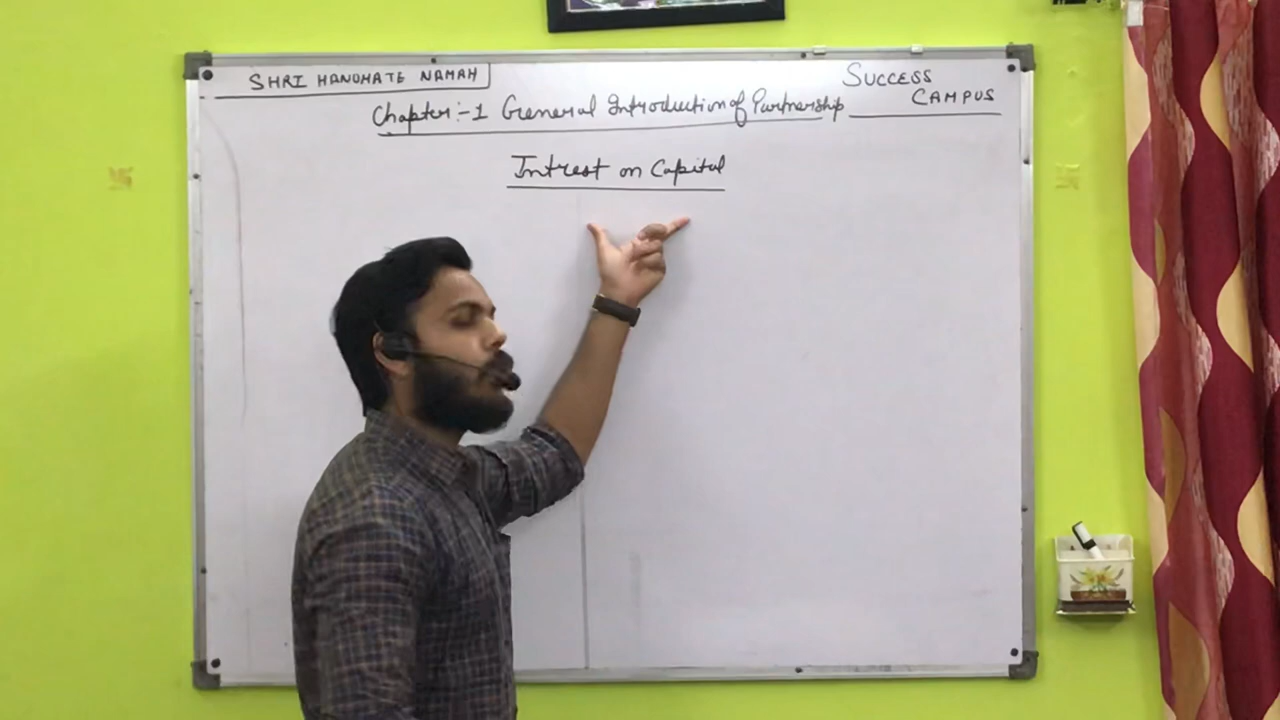 SHRI HANUMATE NAMAH
SUCCESS
CAMPUS
Chapter:-1 General Introduction of Partnership
Intrest on Capital